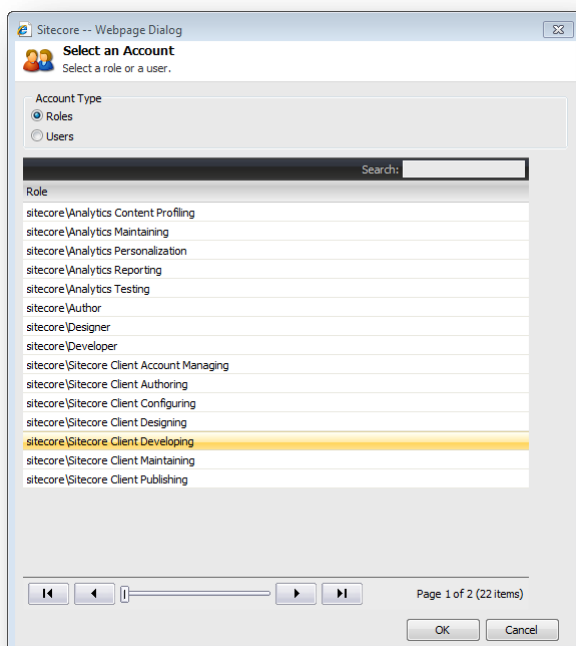 Sitecore -- Webpage Dialog
Select an Account
Select a role or a user.
Account Type
Roles
Users
Search:
Role
sitecore\Analytics Content Profiling
sitecore\Analytics Maintaining
sitecore\Analytics Personalization
sitecore\Analytics Reporting
sitecore\Analytics Testing
sitecore\Author
sitecore\Designer
sitecore\Developer
sitecore\Sitecore Client Account Managing
sitecore\Sitecore Client Authoring
sitecore\Sitecore Client Configuring
sitecore\Sitecore Client Designing
sitecore\Sitecore Client Developing
sitecore\Sitecore Client Maintaining
sitecore\Sitecore Client Publishing
Page 1 of 2 (22 items)
OK Cancel